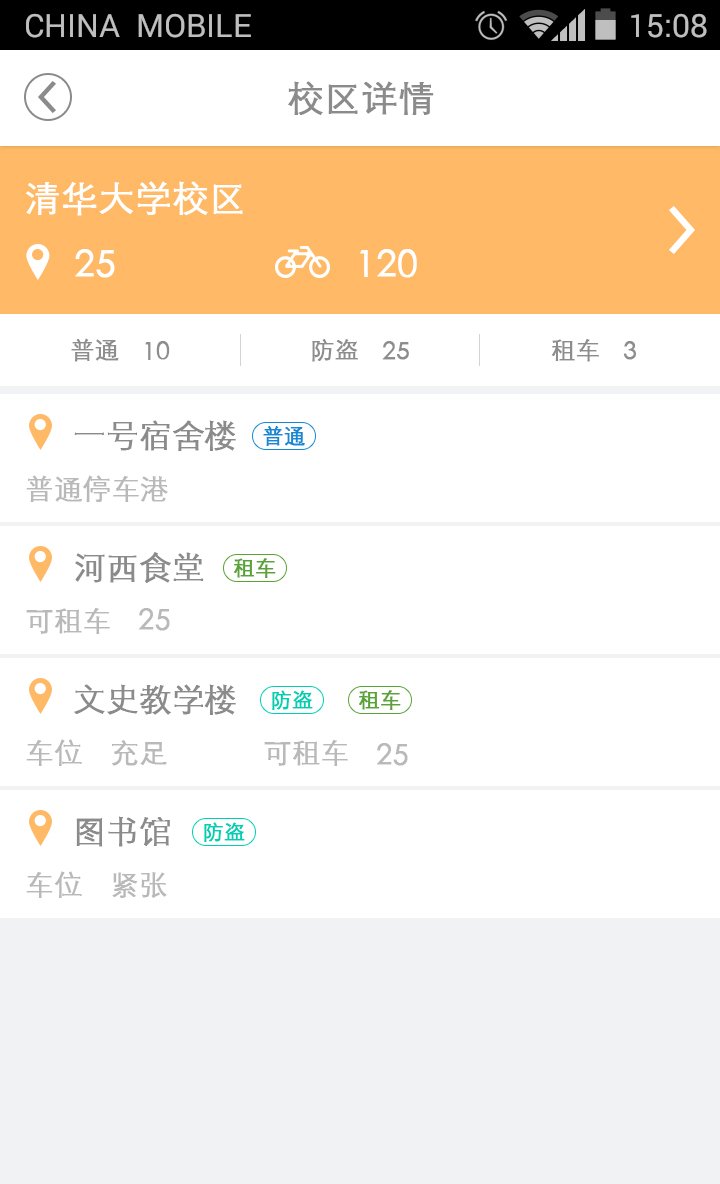 CHINA MOBILE 15:08
校区详情
清华大学校区
25 120
普通 10 防盗 25 租车 3
一号宿舍楼 普通
普通停车港
河西食堂 租车
可租车 25
文史教学楼 防盗 租车
车位 充足 可租车 25
图书馆 防盗
车位 紧张